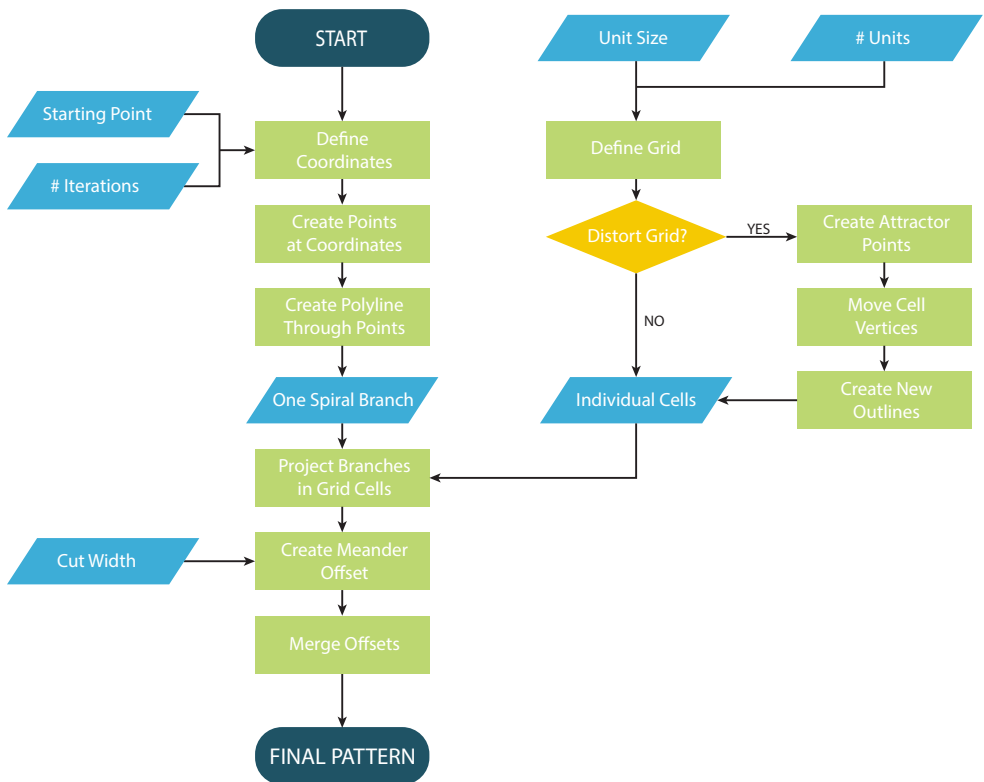 START
Unit Size
# Units
Starting Point
Define
Coordinates
Define Grid
# Iterations
Create Points
at Coordinates
Distort Grid?
YES
Create Attractor
Points
Create Polyline
Through Points
NO
Move Cell
Vertices
One Spiral Branch
Individual Cells
Create New
Outlines
Project Branches
in Grid Cells
Cut Width
Create Meander
Offset
Merge Offsets
FINAL PATTERN